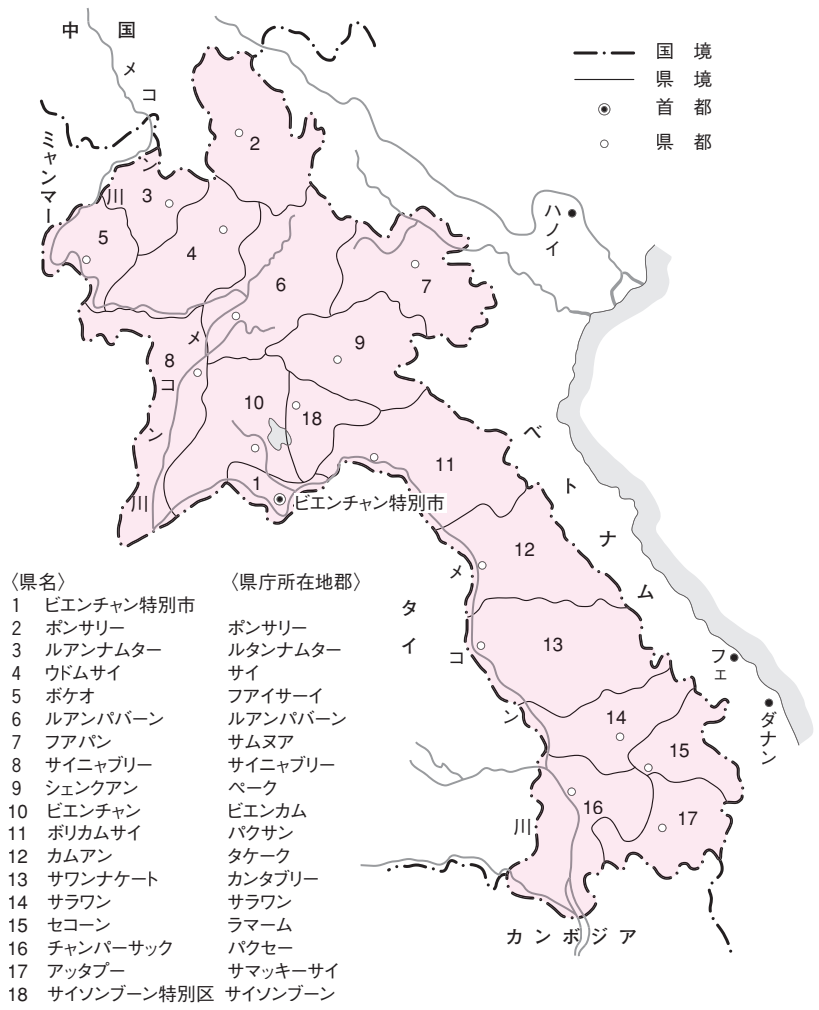 中国
メコン川
ミャンマー
国境
県境
首都
県都
ハノイ
2
3
5
4
6
7
メコン川
8
9
10
18
11
1
ビエンチャン特別市
ベトナム
12
メコン川
タイ
13
フェ
ダナン
14
15
16
17
カンボジア
〈県名〉 〈県庁所在地郡〉
1 ビエンチャン特別市
2 ポンサリー ポンサリー
3 ルアンナムター ルタンナムター
4 ウドムサイ サイ
5 ボケオ フアイサーイ
6 ルアンパバーン ルアンパバーン
7 フアパン サムヌア
8 サイニャブリー サイニャブリー
9 シェンクアン ペーク
10 ビエンチャン ビエンカム
11 ボリカムサイ パクサン
12 カムアン タケーク
13 サワンナケート カンタブリー
14 サラワン サラワン
15 セコーン ラマーム
16 チャンパーサック パクセー
17 アッタプー サマッキーサイ
18 サイソンブーン特別区 サイソンブーン